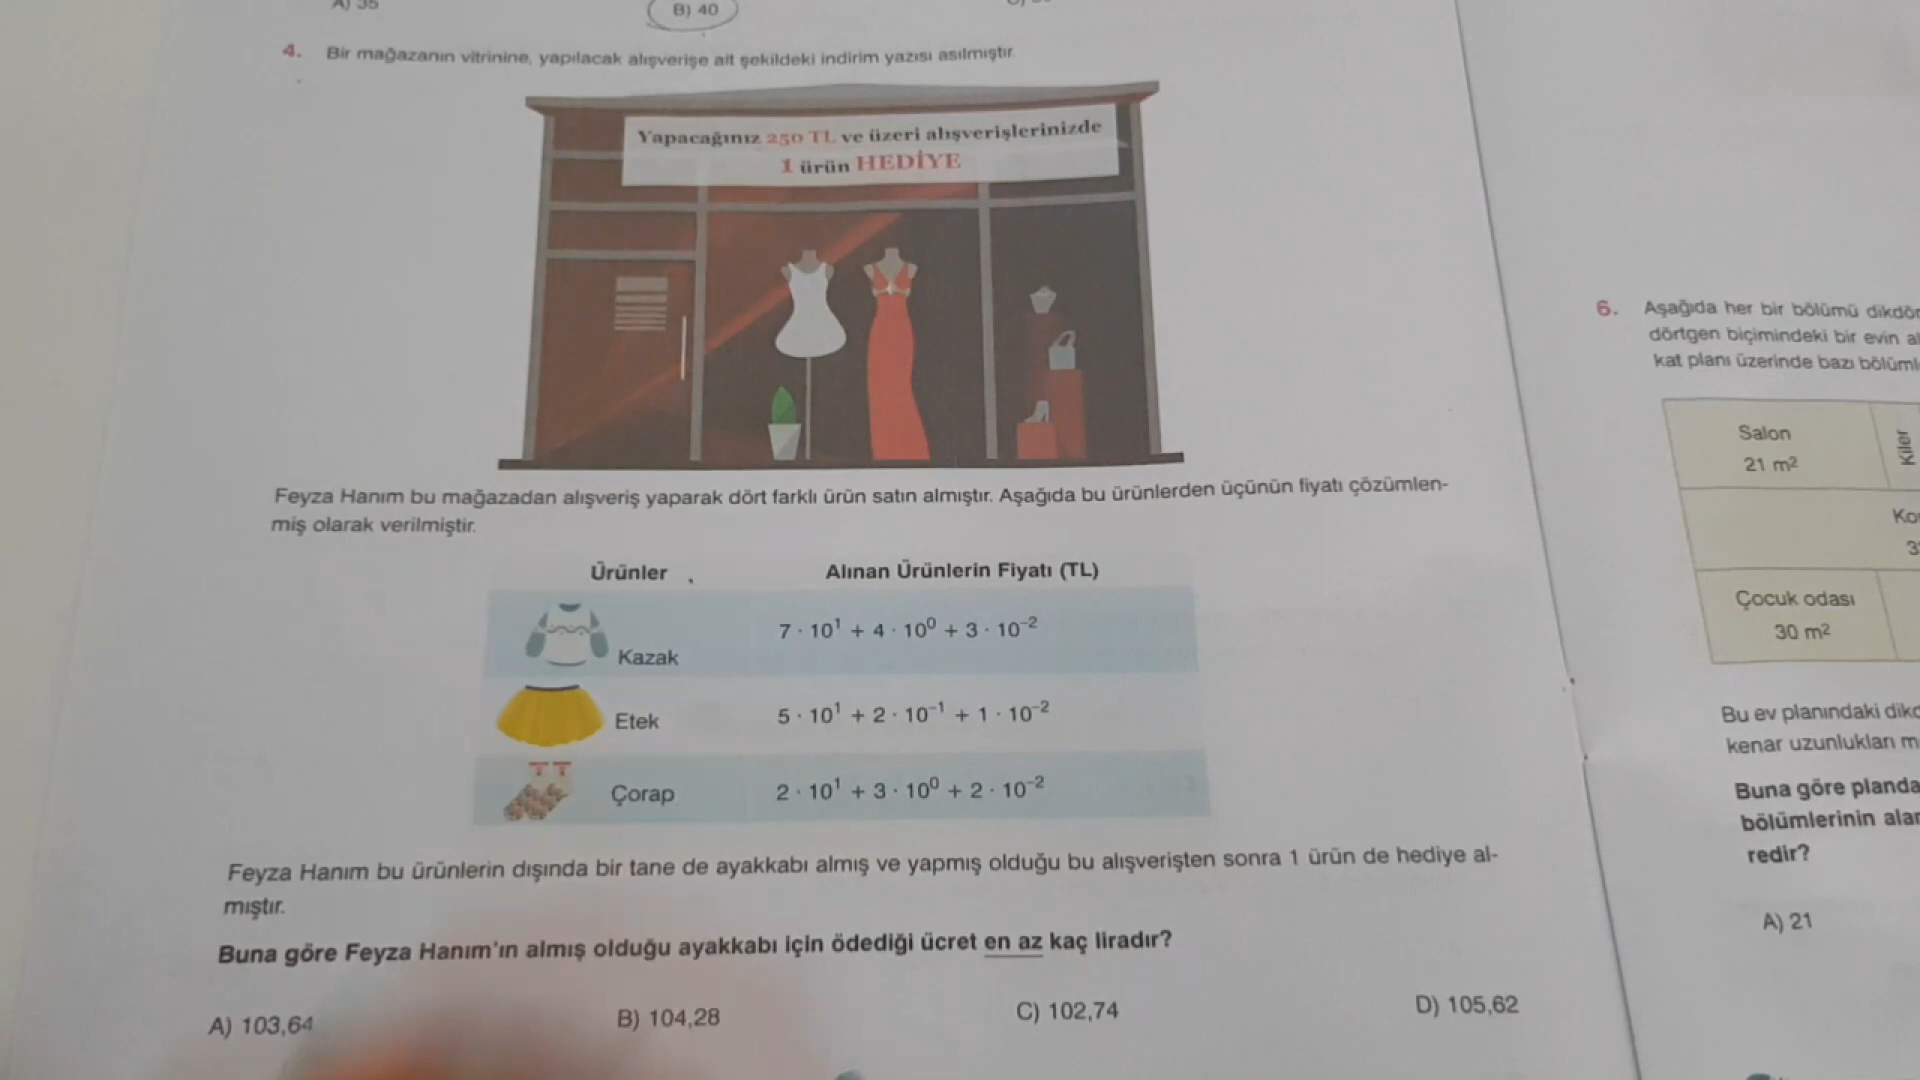 A) 35
B) 40
4. Bir mağazanın vitrinine, yapılacak alışverişe ait şekildeki indirim yazısı asılmıştır.
Yapacağınız 250 TL ve üzeri alışverişlerinizde
1 ürün HEDİYE
Feyza Hanım bu mağazadan alışveriş yaparak dört farklı ürün satın almıştır. Aşağıda bu ürünlerden üçünün fiyatı çözümlen-
miş olarak verilmiştir.
Ürünler Alınan Ürünlerin Fiyatı (TL)
Kazak 7 · 10¹ + 4 · 10⁰ + 3 · 10⁻²
Etek 5 · 10¹ + 2 · 10⁻¹ + 1 · 10⁻²
Çorap 2 · 10¹ + 3 · 10⁰ + 2 · 10⁻²
Feyza Hanım bu ürünlerin dışında bir tane de ayakkabı almış ve yapmış olduğu bu alışverişten sonra 1 ürün de hediye al-
mıştır.
Buna göre Feyza Hanım'ın almış olduğu ayakkabı için ödediği ücret en az kaç liradır?
A) 103,64 B) 104,28 C) 102,74 D) 105,62
6. Aşağıda her bir bölümü
dörtgen biçimindeki bir evin
kat planı üzerinde bazı
Salon
21 m²
Kiler
Çocuk odası
30 m²
Bu ev planındaki
kenar uzunlukları
Buna göre planda
bölümlerinin
redir?
A) 21